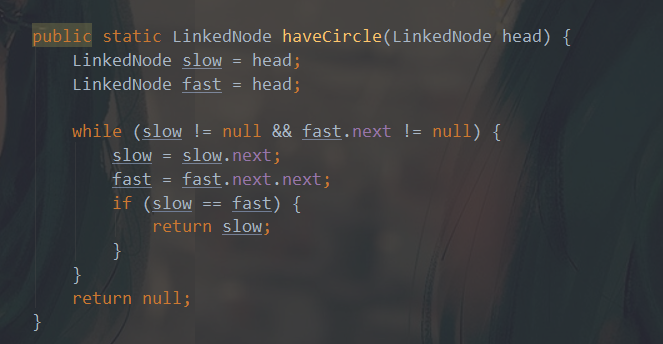 public static LinkedNode haveCircle(LinkedNode head) {
    LinkedNode slow = head;
    LinkedNode fast = head;

    while (slow != null && fast.next != null) {
        slow = slow.next;
        fast = fast.next.next;
        if (slow == fast) {
            return slow;
        }
    }
    return null;
}